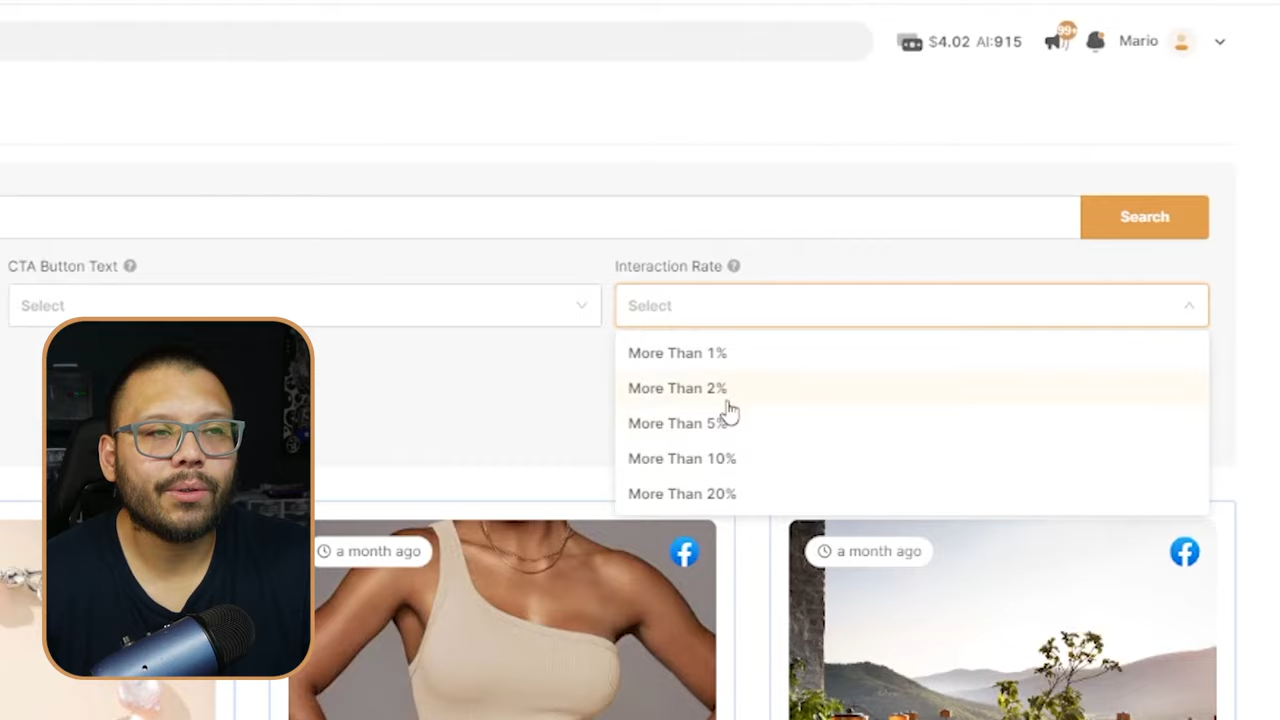 $4.02 AI:915
99+
Mario
Search
CTA Button Text ?
Interaction Rate ?
Select
Select
More Than 1%
More Than 2%
More Than 5%
More Than 10%
More Than 20%
a month ago
a month ago